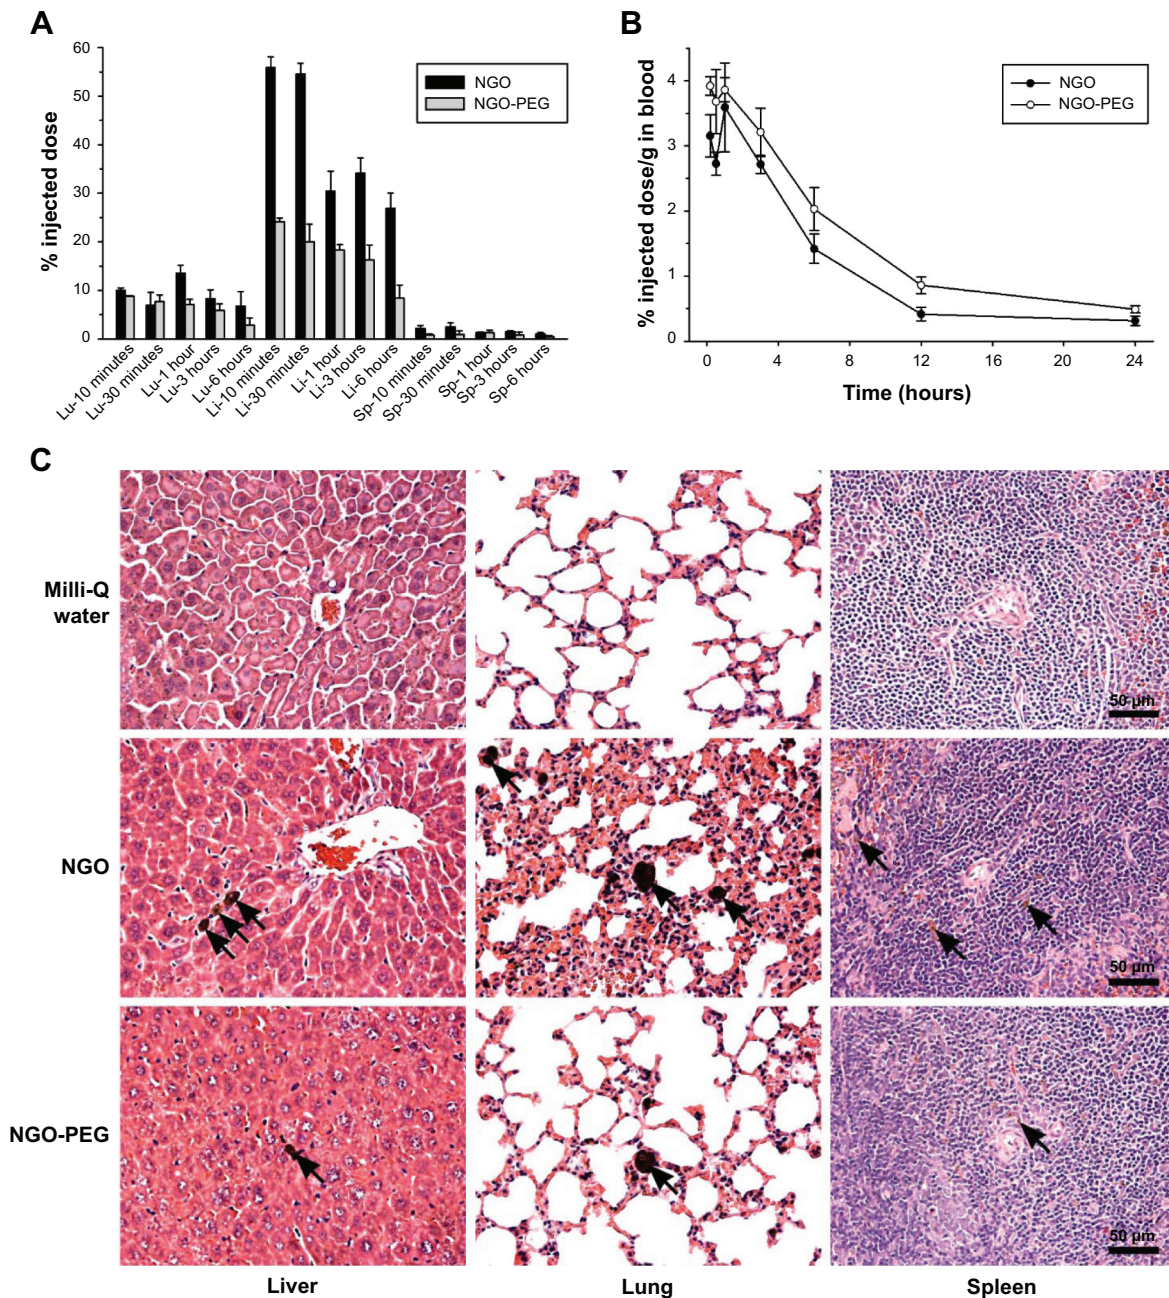 A
% injected dose
60
50
40
30
20
10
0
NGO
NGO-PEG
Lu-10 minutes
Lu-30 minutes
Lu-1 hour
Lu-3 hours
Lu-6 hours
Li-10 minutes
Li-30 minutes
Li-1 hour
Li-3 hours
Li-6 hours
Sp-10 minutes
Sp-30 minutes
Sp-1 hour
Sp-3 hours
Sp-6 hours
B
% injected dose/g in blood
4
3
2
1
0
NGO
NGO-PEG
0 4 8 12 16 20 24
Time (hours)
C
Milli-Q
water
50 µm
NGO
50 µm
NGO-PEG
50 µm
Liver Lung Spleen